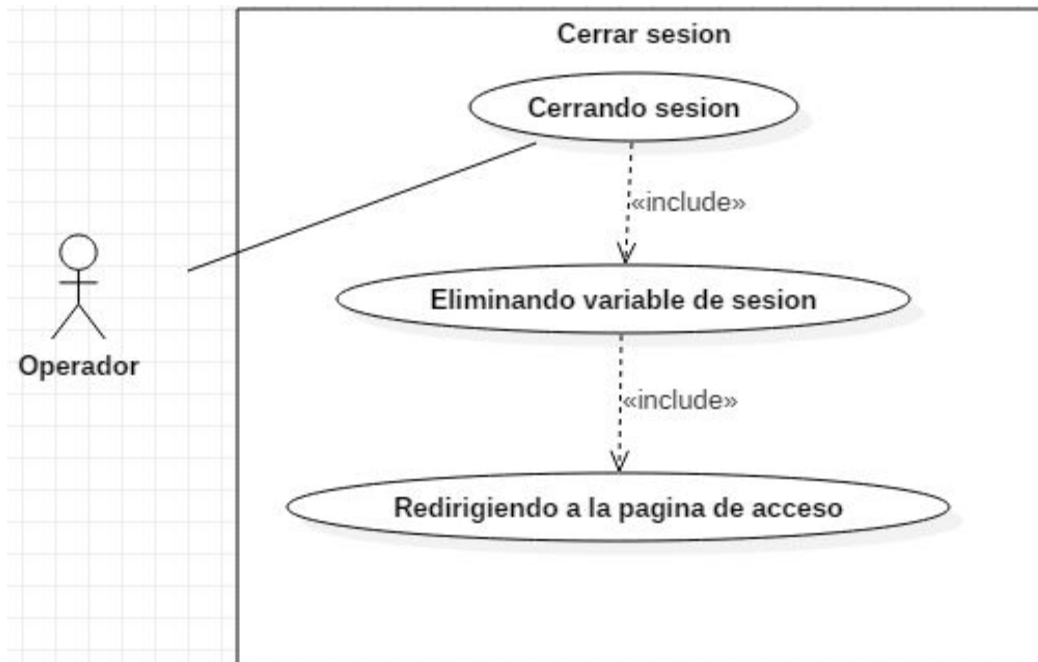 Cerrar sesion
Cerrando sesion
«include»
Eliminando variable de sesion
Operador
«include»
Redirigiendo a la pagina de acceso